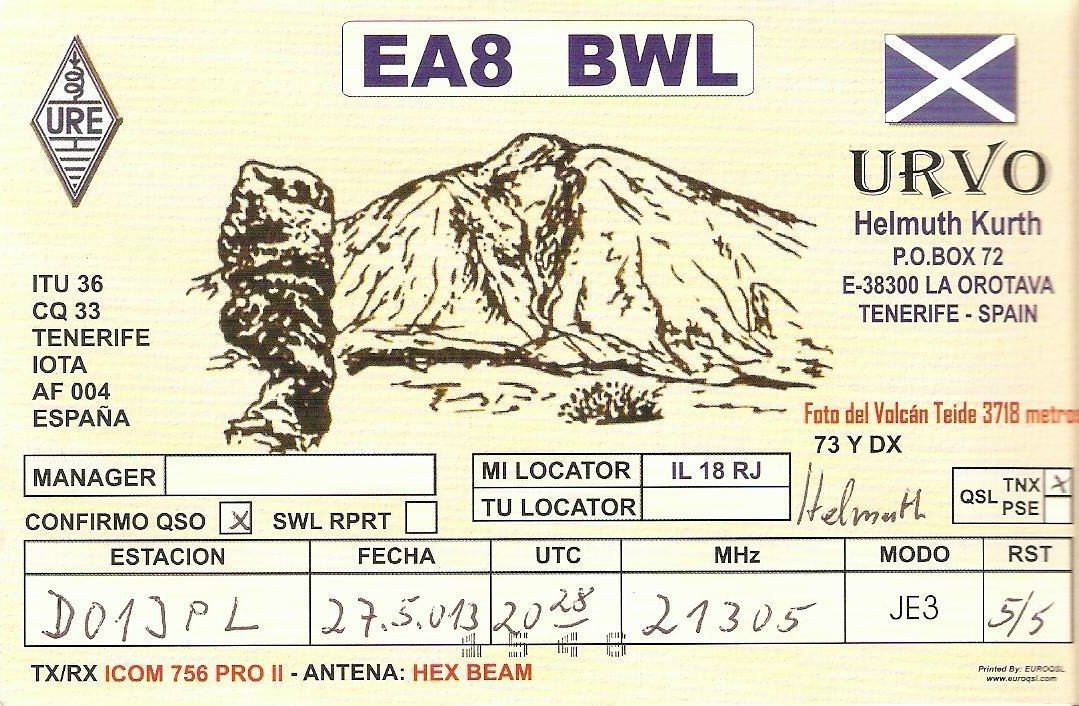 EA8 BWL
URE
URVO
Helmuth Kurth
P.O.BOX 72
E-38300 LA OROTAVA
TENERIFE - SPAIN
ITU 36
CQ 33
TENERIFE
IOTA
AF 004
ESPAÑA
Foto del Volcán Teide 3718 metros
73 Y DX
Helmuth
MANAGER
MI LOCATOR IL 18 RJ
TU LOCATOR
CONFIRMO QSO X SWL RPRT
QSL TNX X
PSE
ESTACION FECHA UTC MHz MODO RST
DO1JPL 27.5.013 20 28 21305 JE3 5/5
TX/RX ICOM 756 PRO II - ANTENA: HEX BEAM
Printed By: EUROQSL
www.euroqsl.com